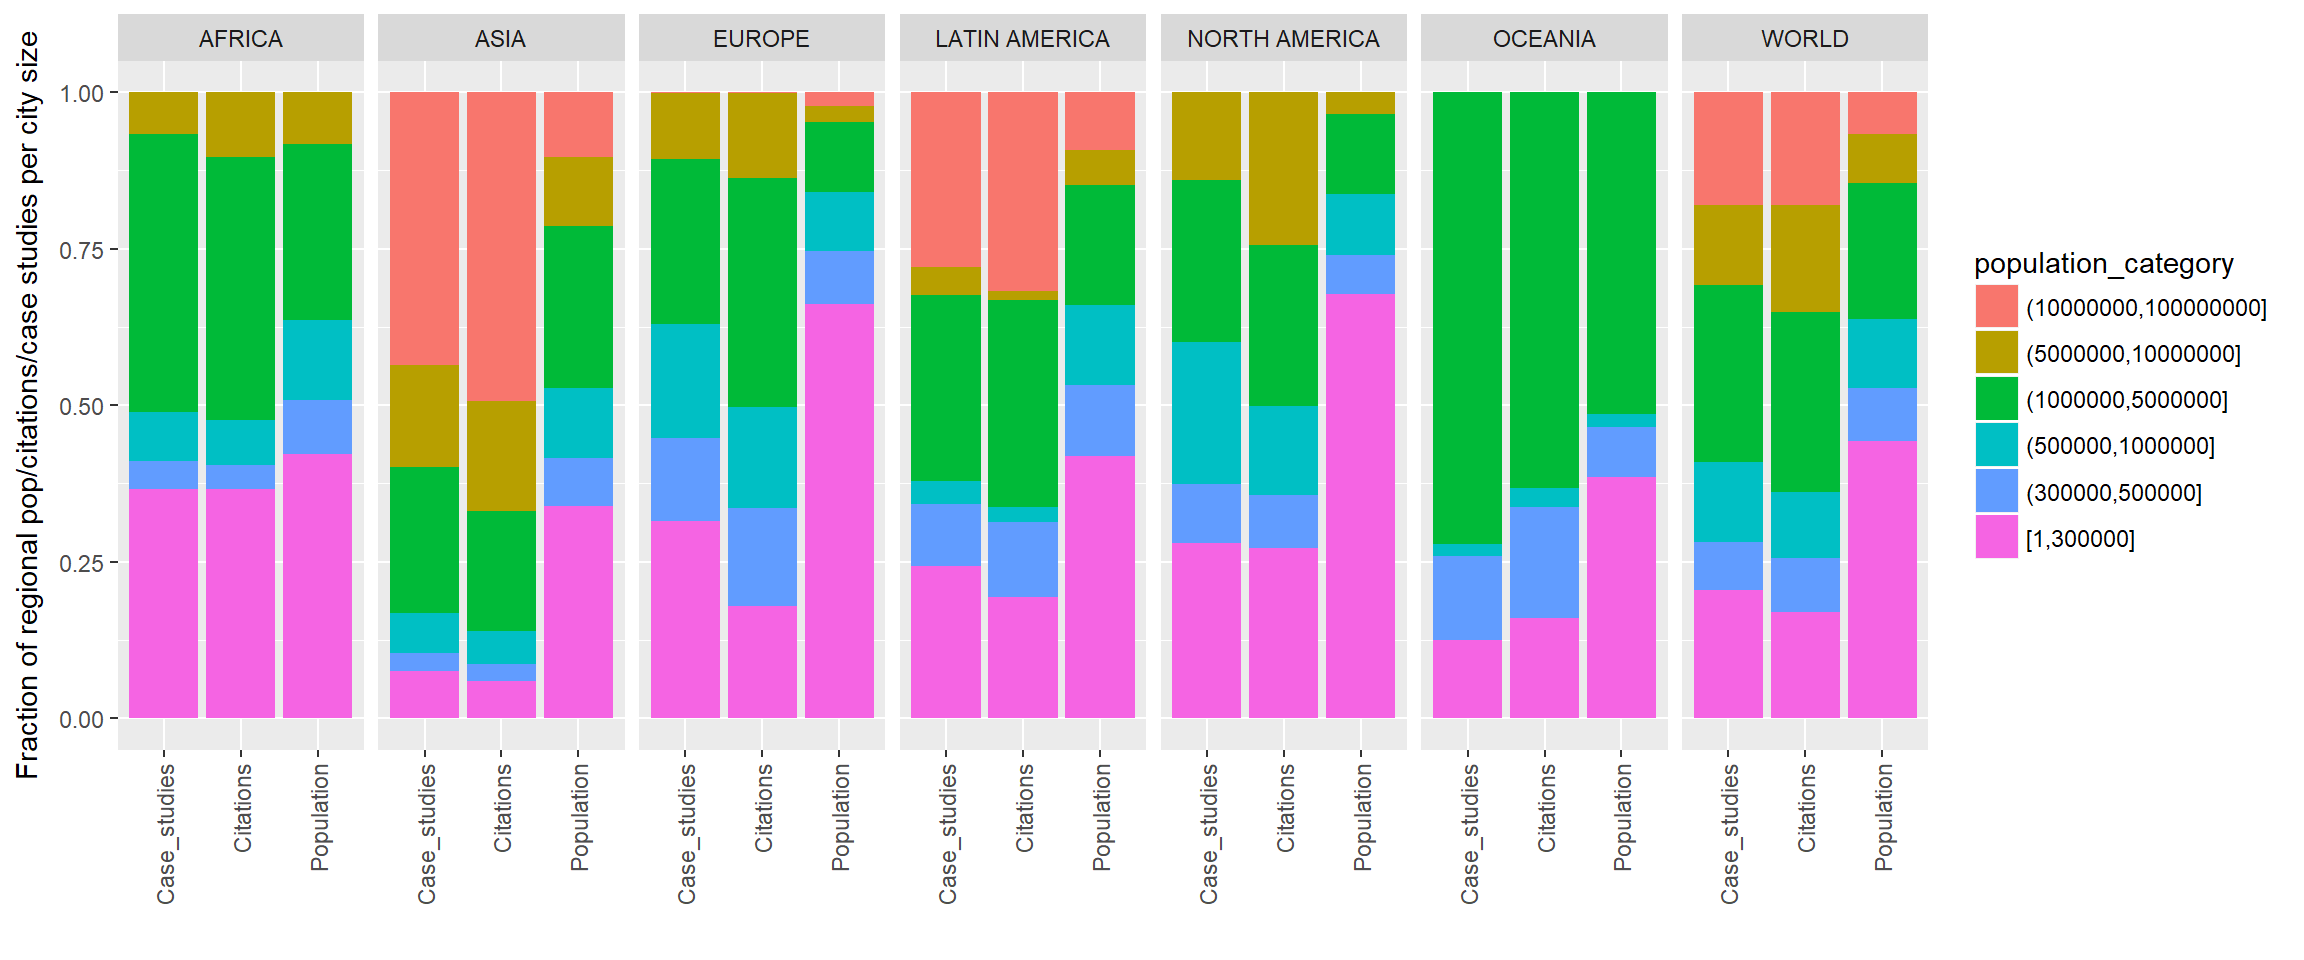 Fraction of regional pop/citations/case studies per city size
AFRICA
ASIA
EUROPE
LATIN AMERICA
NORTH AMERICA
OCEANIA
WORLD
1.00
0.75
0.50
0.25
0.00
Case_studies
Citations
Population
Case_studies
Citations
Population
Case_studies
Citations
Population
Case_studies
Citations
Population
Case_studies
Citations
Population
Case_studies
Citations
Population
Case_studies
Citations
Population
population_category
(10000000,100000000]
(5000000,10000000]
(1000000,5000000]
(500000,1000000]
(300000,500000]
[1,300000]